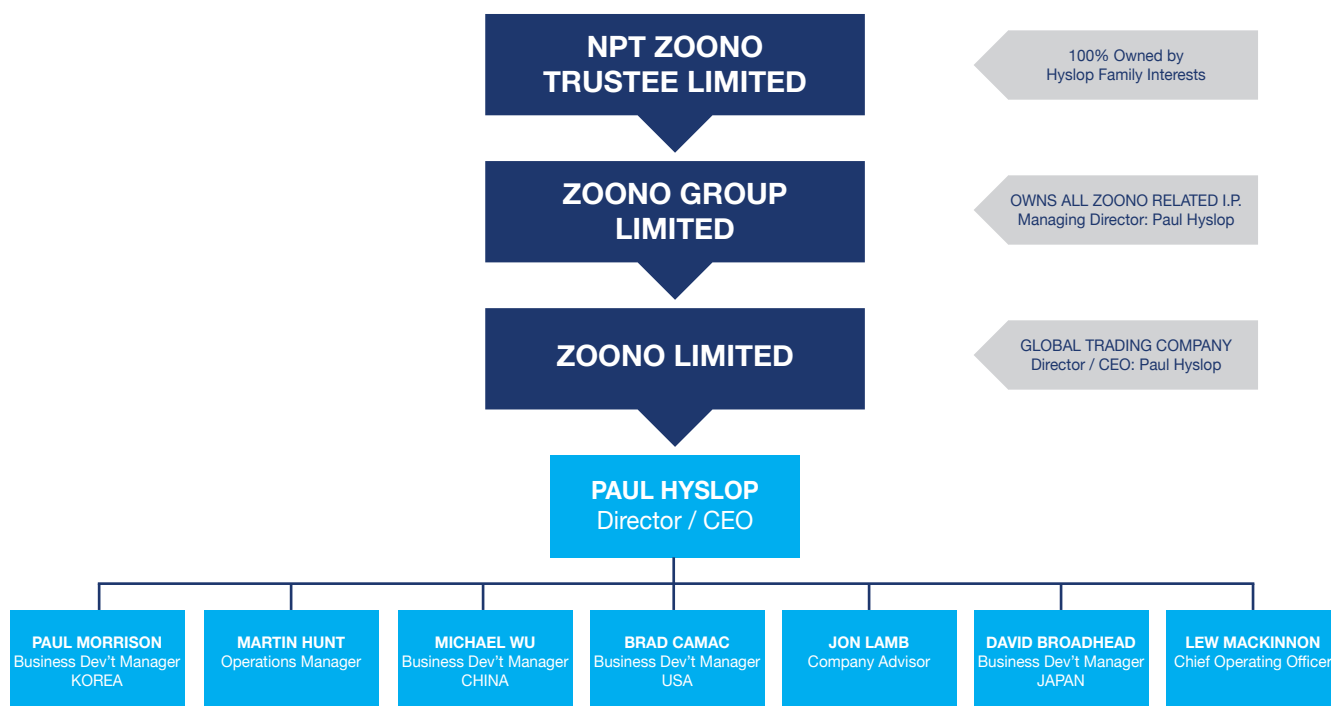 NPT ZOONO
TRUSTEE LIMITED
100% Owned by
Hyslop Family Interests
ZOONO GROUP
LIMITED
OWNS ALL ZOONO RELATED I.P.
Managing Director: Paul Hyslop
ZOONO LIMITED
GLOBAL TRADING COMPANY
Director / CEO: Paul Hyslop
PAUL HYSLOP
Director / CEO
PAUL MORRISON
Business Dev't Manager
KOREA
MARTIN HUNT
Operations Manager
MICHAEL WU
Business Dev't Manager
CHINA
BRAD CAMAC
Business Dev't Manager
USA
JON LAMB
Company Advisor
DAVID BROADHEAD
Business Dev't Manager
JAPAN
LEW MACKINNON
Chief Operating Officer